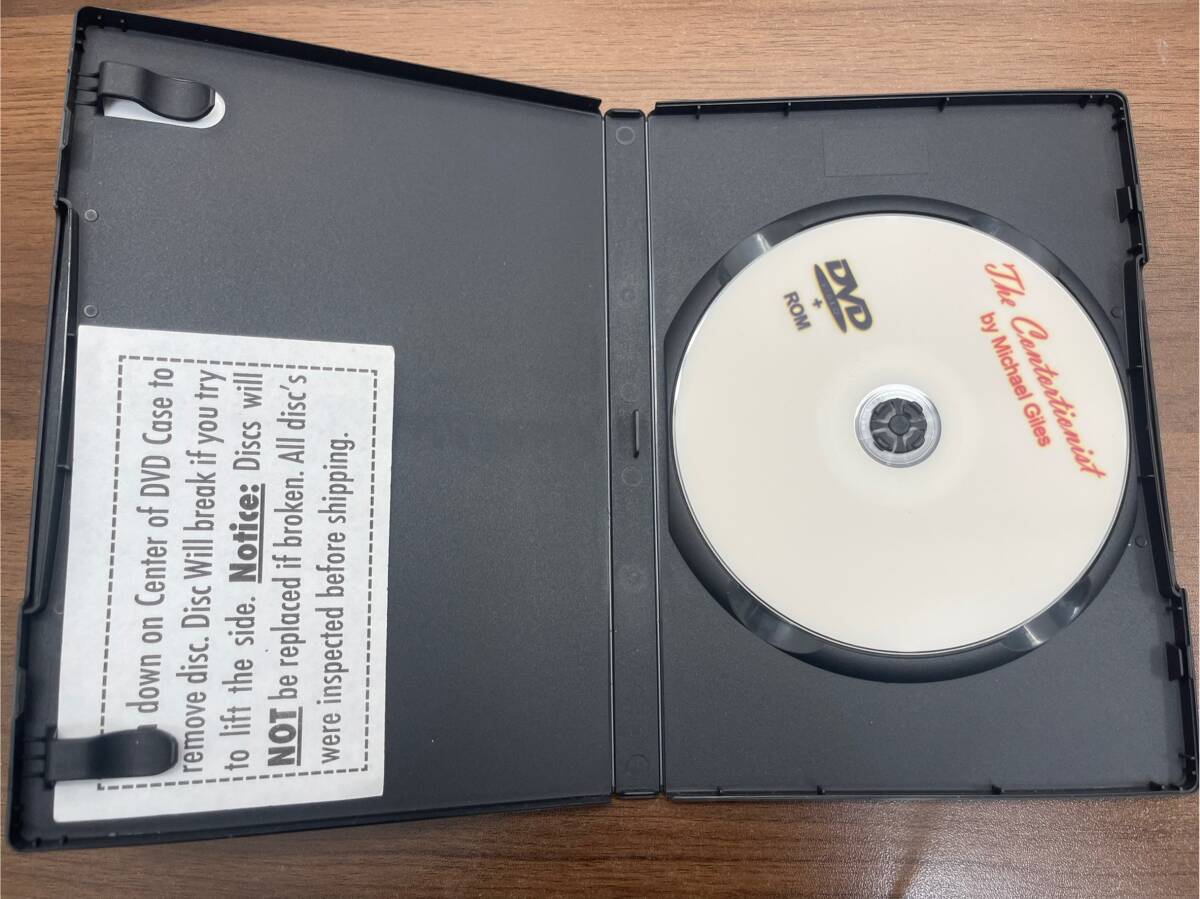 down on Center of DVD Case to
remove disc. Disc Will break if you try
to lift the side. Notice: Discs will
NOT be replaced if broken. All disc's
were inspected before shipping.
The Contortionist
by Michael Giles
DVD
+
ROM